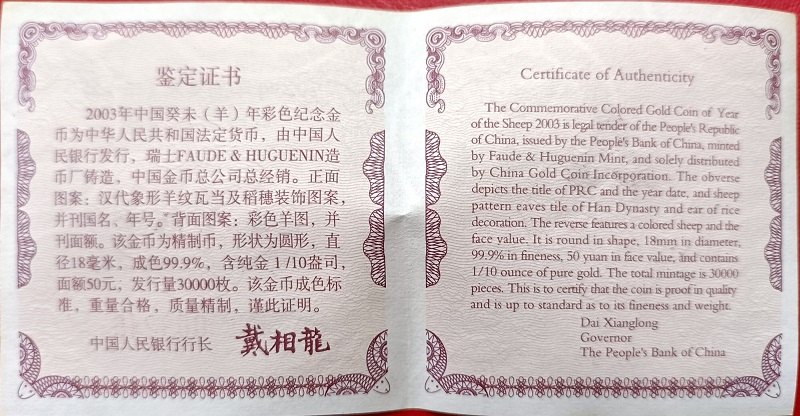 鉴定证书
2003年中国癸未（羊）年彩色纪念金
币为中华人民共和国法定货币，由中国人
民银行发行，瑞士FAUDE & HUGUENIN造
币厂铸造，中国金币总公司总经销。正面
图案：汉代象形羊纹瓦当及稻穗装饰图案，
并刊国名、年号。背面图案：彩色羊图，并
刊面额。该金币为精制币，形状为圆形，直
径18毫米，成色99.9%，含纯金 1 /10盎司，
面额50元，发行量30000枚。该金币成色标
准，重量合格，质量精制，谨此证明。
中国人民银行行长 戴相龍
Certificate of Authenticity
The Commemorative Colored Gold Coin of Year
of the Sheep 2003 is legal tender of the People's Republic
of China, issued by the People's Bank of China, minted
by Faude & Huguenin Mint, and solely distributed
by China Gold Coin Incorporation. The obverse
depicts the title of PRC and the year date, and sheep
pattern eaves tile of Han Dynasty and ear of rice
decoration. The reverse features a colored sheep and the
face value. It is round in shape, 18mm in diameter,
99.9% in fineness, 50 yuan in face value, and contains
1/10 ounce of pure gold. The total mintage is 30000
pieces. This is to certify that the coin is proof in quality
and is up to standard as to its fineness and weight.
Dai Xianglong
Governor
The People's Bank of China